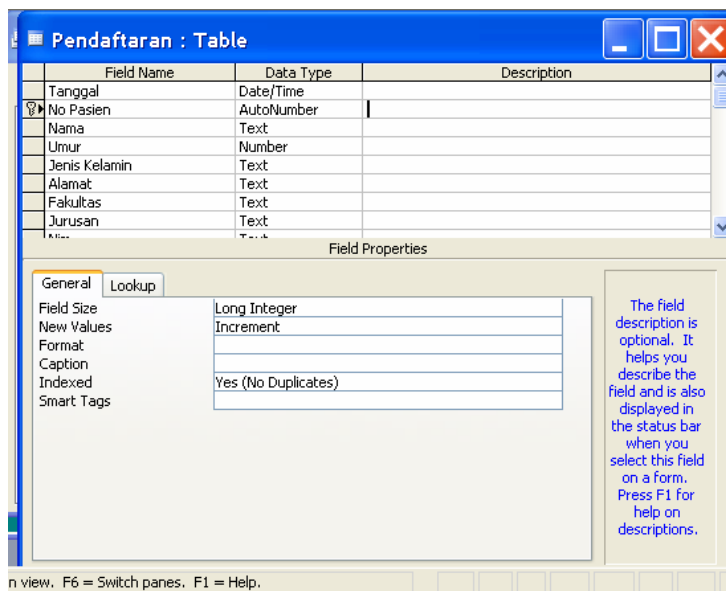 Pendaftaran : Table
Field Name Data Type Description
Tanggal Date/Time
No Pasien AutoNumber
Nama Text
Umur Number
Jenis Kelamin Text
Alamat Text
Fakultas Text
Jurusan Text
Field Properties
General Lookup
Field Size Long Integer
New Values Increment
Format
Caption
Indexed Yes (No Duplicates)
Smart Tags
The field
description is
optional. It
helps you
describe the
field and is also
displayed in
the status bar
when you
select this field
on a form.
Press F1 for
help on
descriptions.
n view. F6 = Switch panes. F1 = Help.